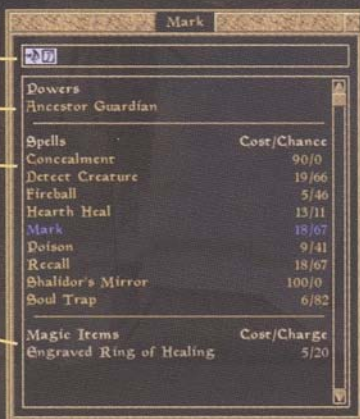 Mark
Powers
Ancestor Guardian
Spells Cost/Chance
Concealment 90/0
Detect Creature 19/66
Fireball 5/46
Hearth Heal 13/11
Mark 18/67
Poison 9/41
Recall 18/67
Shalidor's Mirror 100/0
Soul Trap 6/82
Magic Items Cost/Charge
Engraved Ring of Healing 5/20